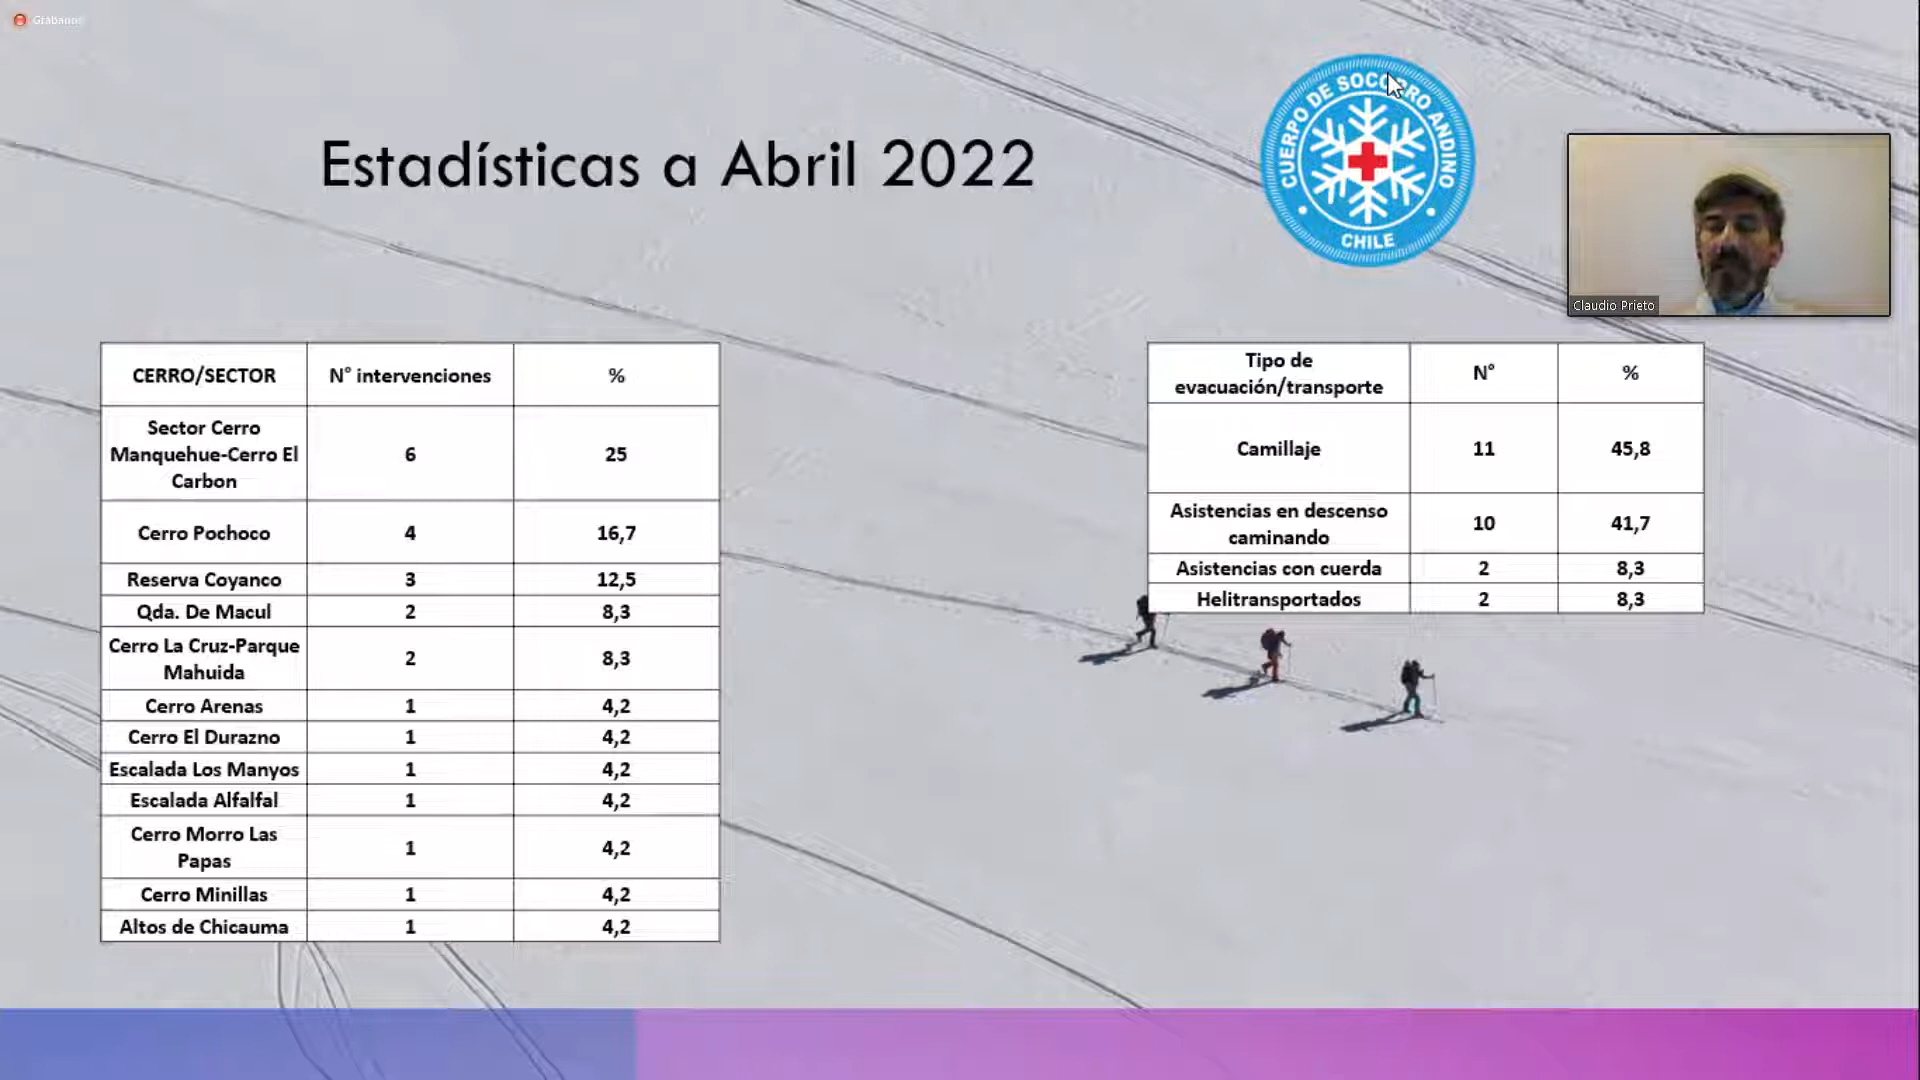 Grabando
CUERPO DE SOCORRO ANDINO
CHILE
Estadísticas a Abril 2022
Claudio Prieto
CERRO/SECTOR N° intervenciones %
Sector Cerro
Manquehue-Cerro El
Carbon
6 25
Cerro Pochoco 4 16,7
Reserva Coyanco 3 12,5
Qda. De Macul 2 8,3
Cerro La Cruz-Parque
Mahuida
2 8,3
Cerro Arenas 1 4,2
Cerro El Durazno 1 4,2
Escalada Los Manyos 1 4,2
Escalada Alfalfal 1 4,2
Cerro Morro Las
Papas
1 4,2
Cerro Minillas 1 4,2
Altos de Chicauma 1 4,2
Tipo de
evacuación/transporte
N° %
Camillaje 11 45,8
Asistencias en descenso
caminando
10 41,7
Asistencias con cuerda 2 8,3
Helitransportados 2 8,3